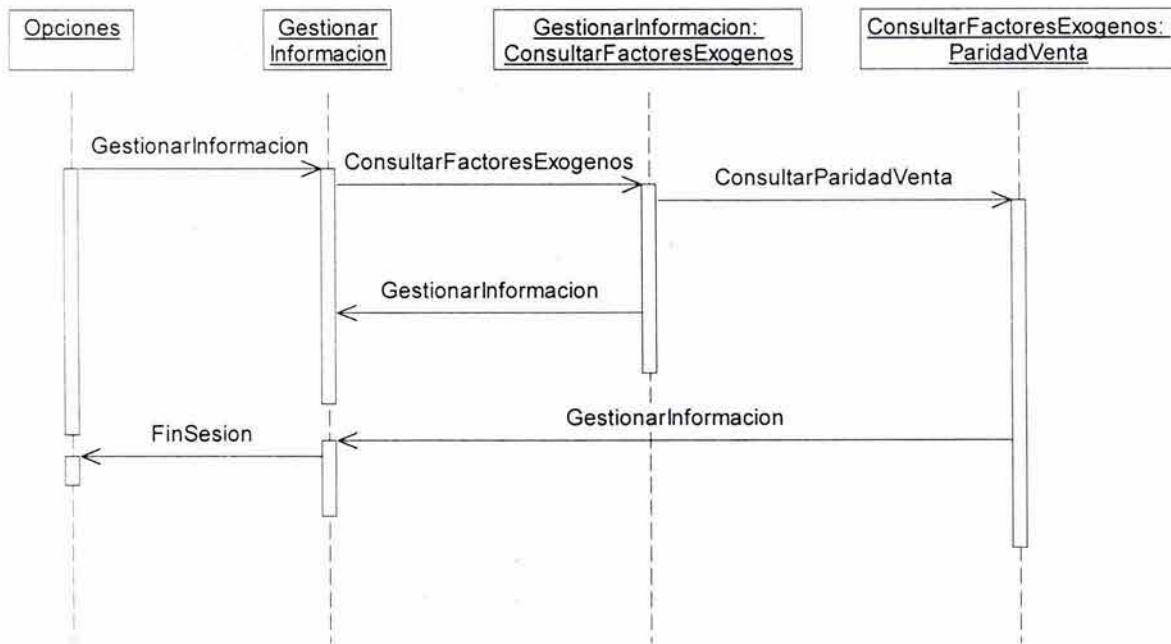 Opciones
Gestionar
Informacion
GestionarInformacion:
ConsultarFactoresExogenos
ConsultarFactoresExogenos:
ParidadVenta
GestionarInformacion
ConsultarFactoresExogenos
ConsultarParidadVenta
GestionarInformacion
GestionarInformacion
FinSesion